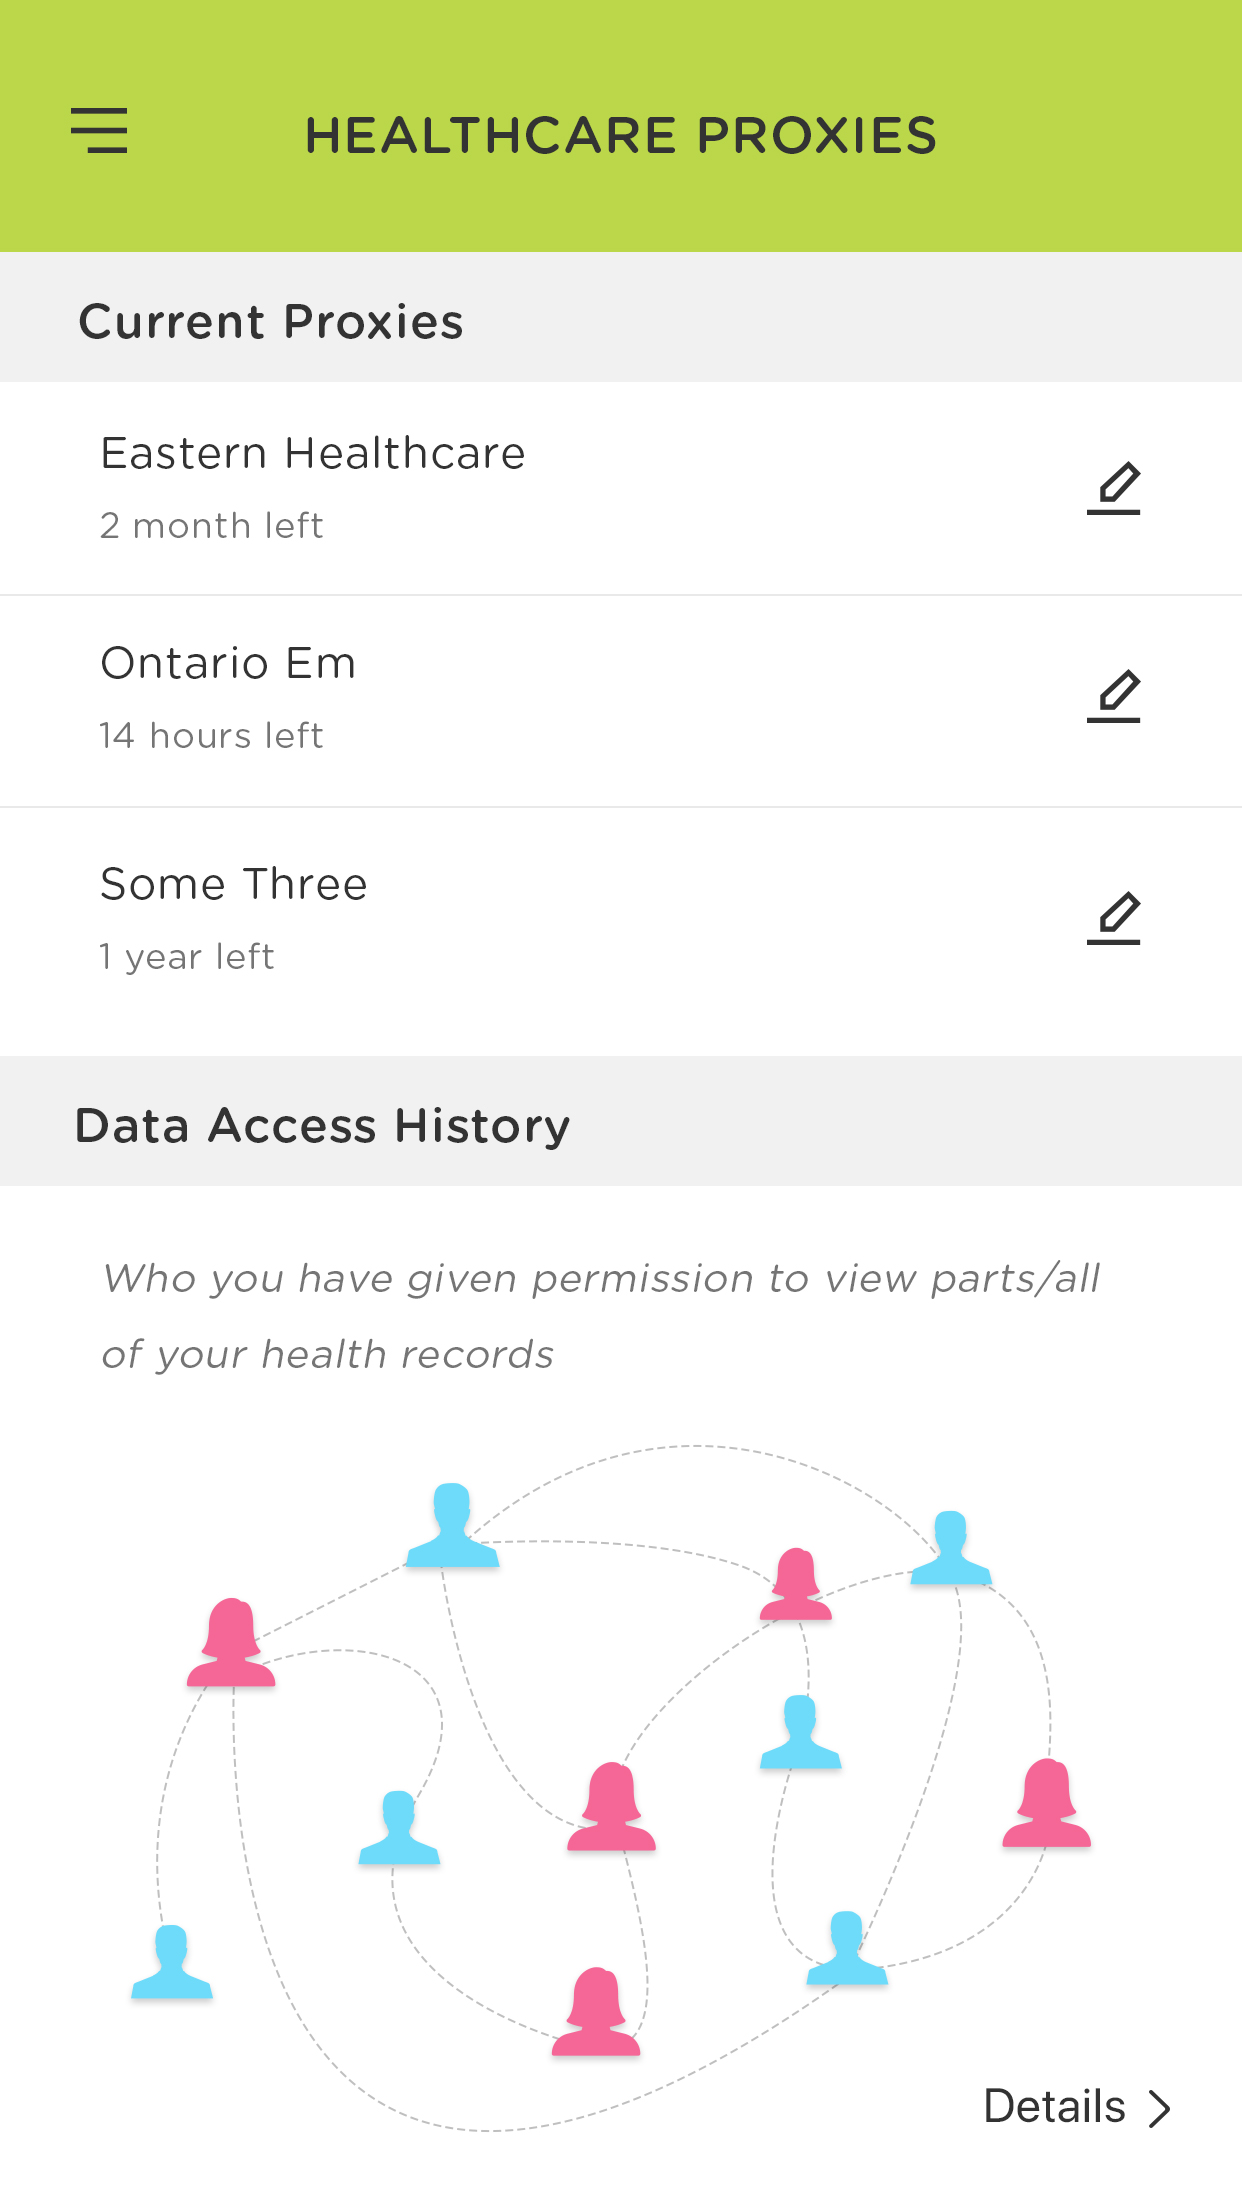 HEALTHCARE PROXIES
Current Proxies
Eastern Healthcare
2 month left
Ontario Em
14 hours left
Some Three
1 year left
Data Access History
Who you have given permission to view parts/all
of your health records
Details